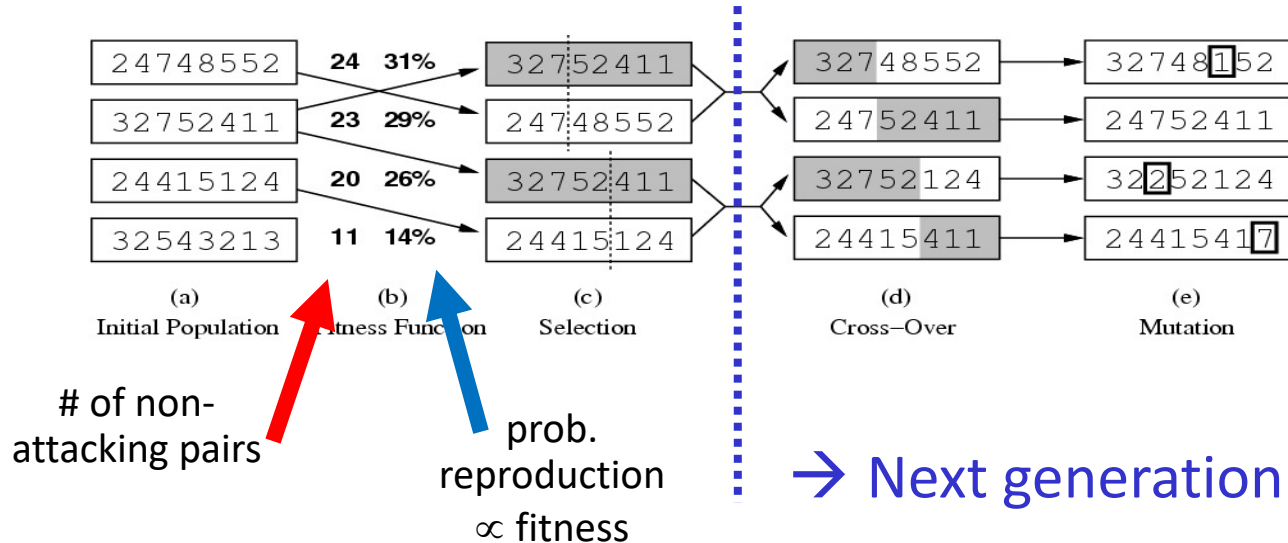 24748552 24 31% 32752411 32748552 32748152
32752411 23 29% 24748552 24752411 24752411
24415124 20 26% 32752411 32752124 32252124
32543213 11 14% 24415124 24415411 24415417
(a) (b) (c) (d) (e)
Initial Population Fitness Function Selection Cross−Over Mutation
# of non-
attacking pairs
prob.
reproduction
∝ fitness
→ Next generation